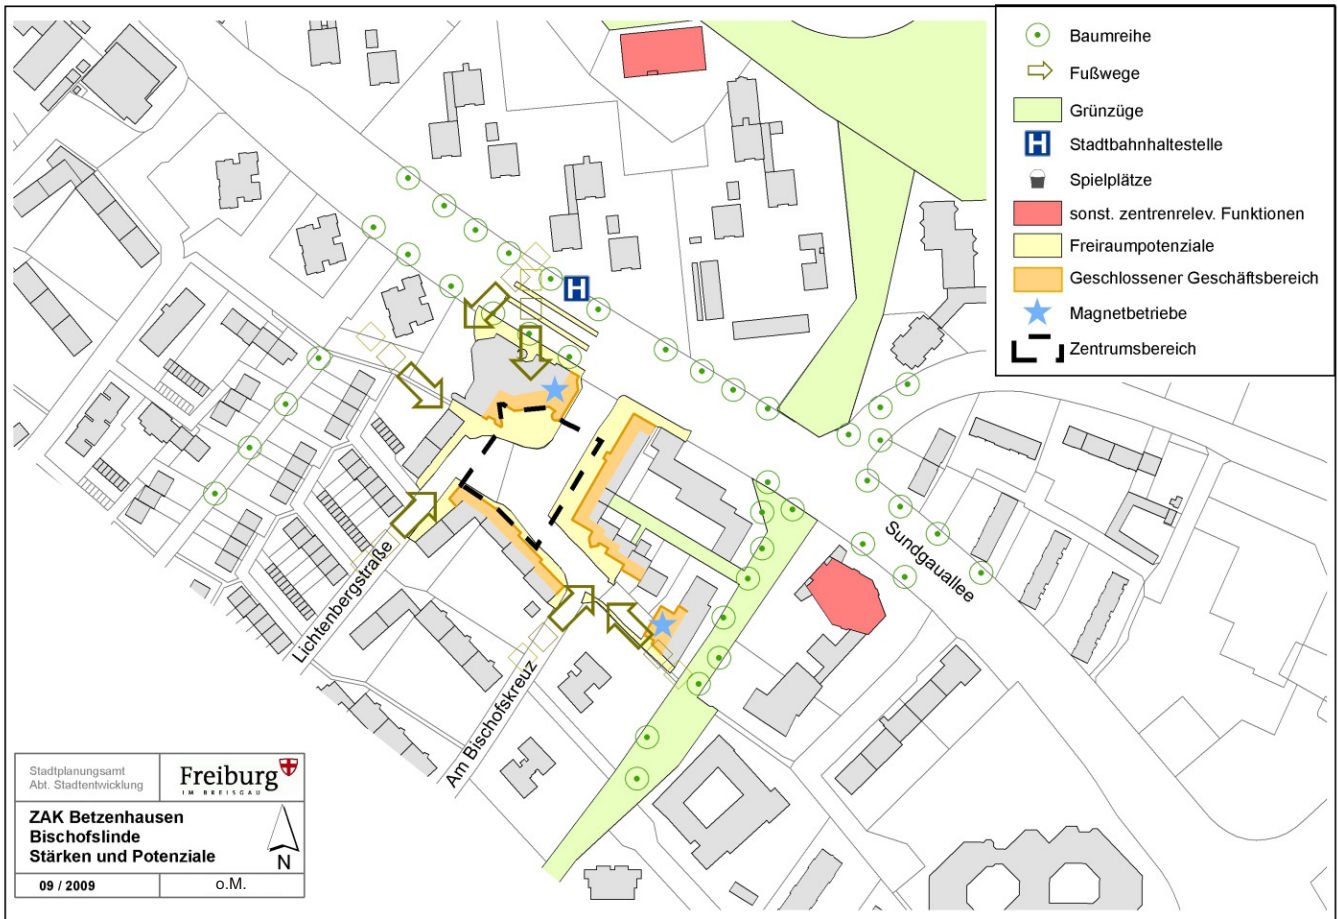 Baumreihe
Fußwege
Grünzüge
H
Stadtbahnhaltestelle
Spielplätze
sonst. zentrenrelev. Funktionen
Freiraumpotenziale
Geschlossener Geschäftsbereich
Magnetbetriebe
Zentrumsbereich
H
Sundgauallee
Lichtenbergstraße
Am Bischofskreuz
Stadtplanungsamt
Abt. Stadtentwicklung
Freiburg
IM BREISGAU
ZAK Betzenhausen
Bischofslinde
Stärken und Potenziale
N
09 / 2009
o.M.